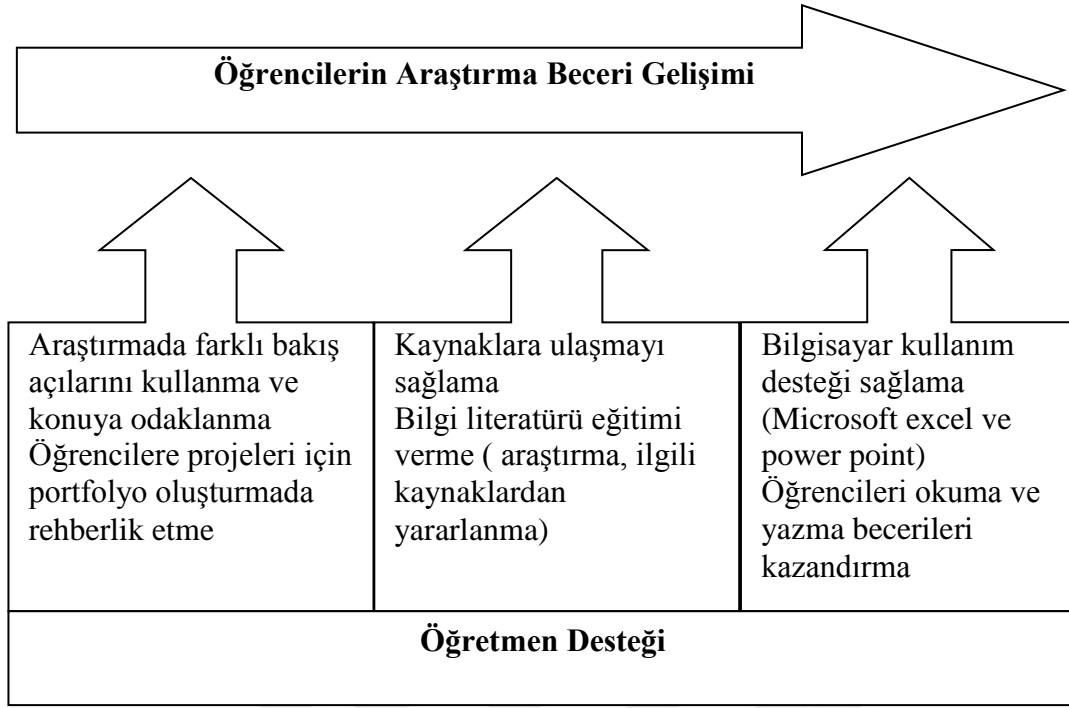 Öğrencilerin Araştırma Beceri Gelişimi
Araştırmada farklı bakış
açılarını kullanma ve
konuya odaklanma
Öğrencilere projeleri için
portfolyo oluşturmada
rehberlik etme
Kaynaklara ulaşmayı
sağlama
Bilgi literatürü eğitimi
verme ( araştırma, ilgili
kaynaklardan
yararlanma)
Bilgisayar kullanım
desteği sağlama
(Microsoft excel ve
power point)
Öğrencileri okuma ve
yazma becerileri
kazandırma
Öğretmen Desteği